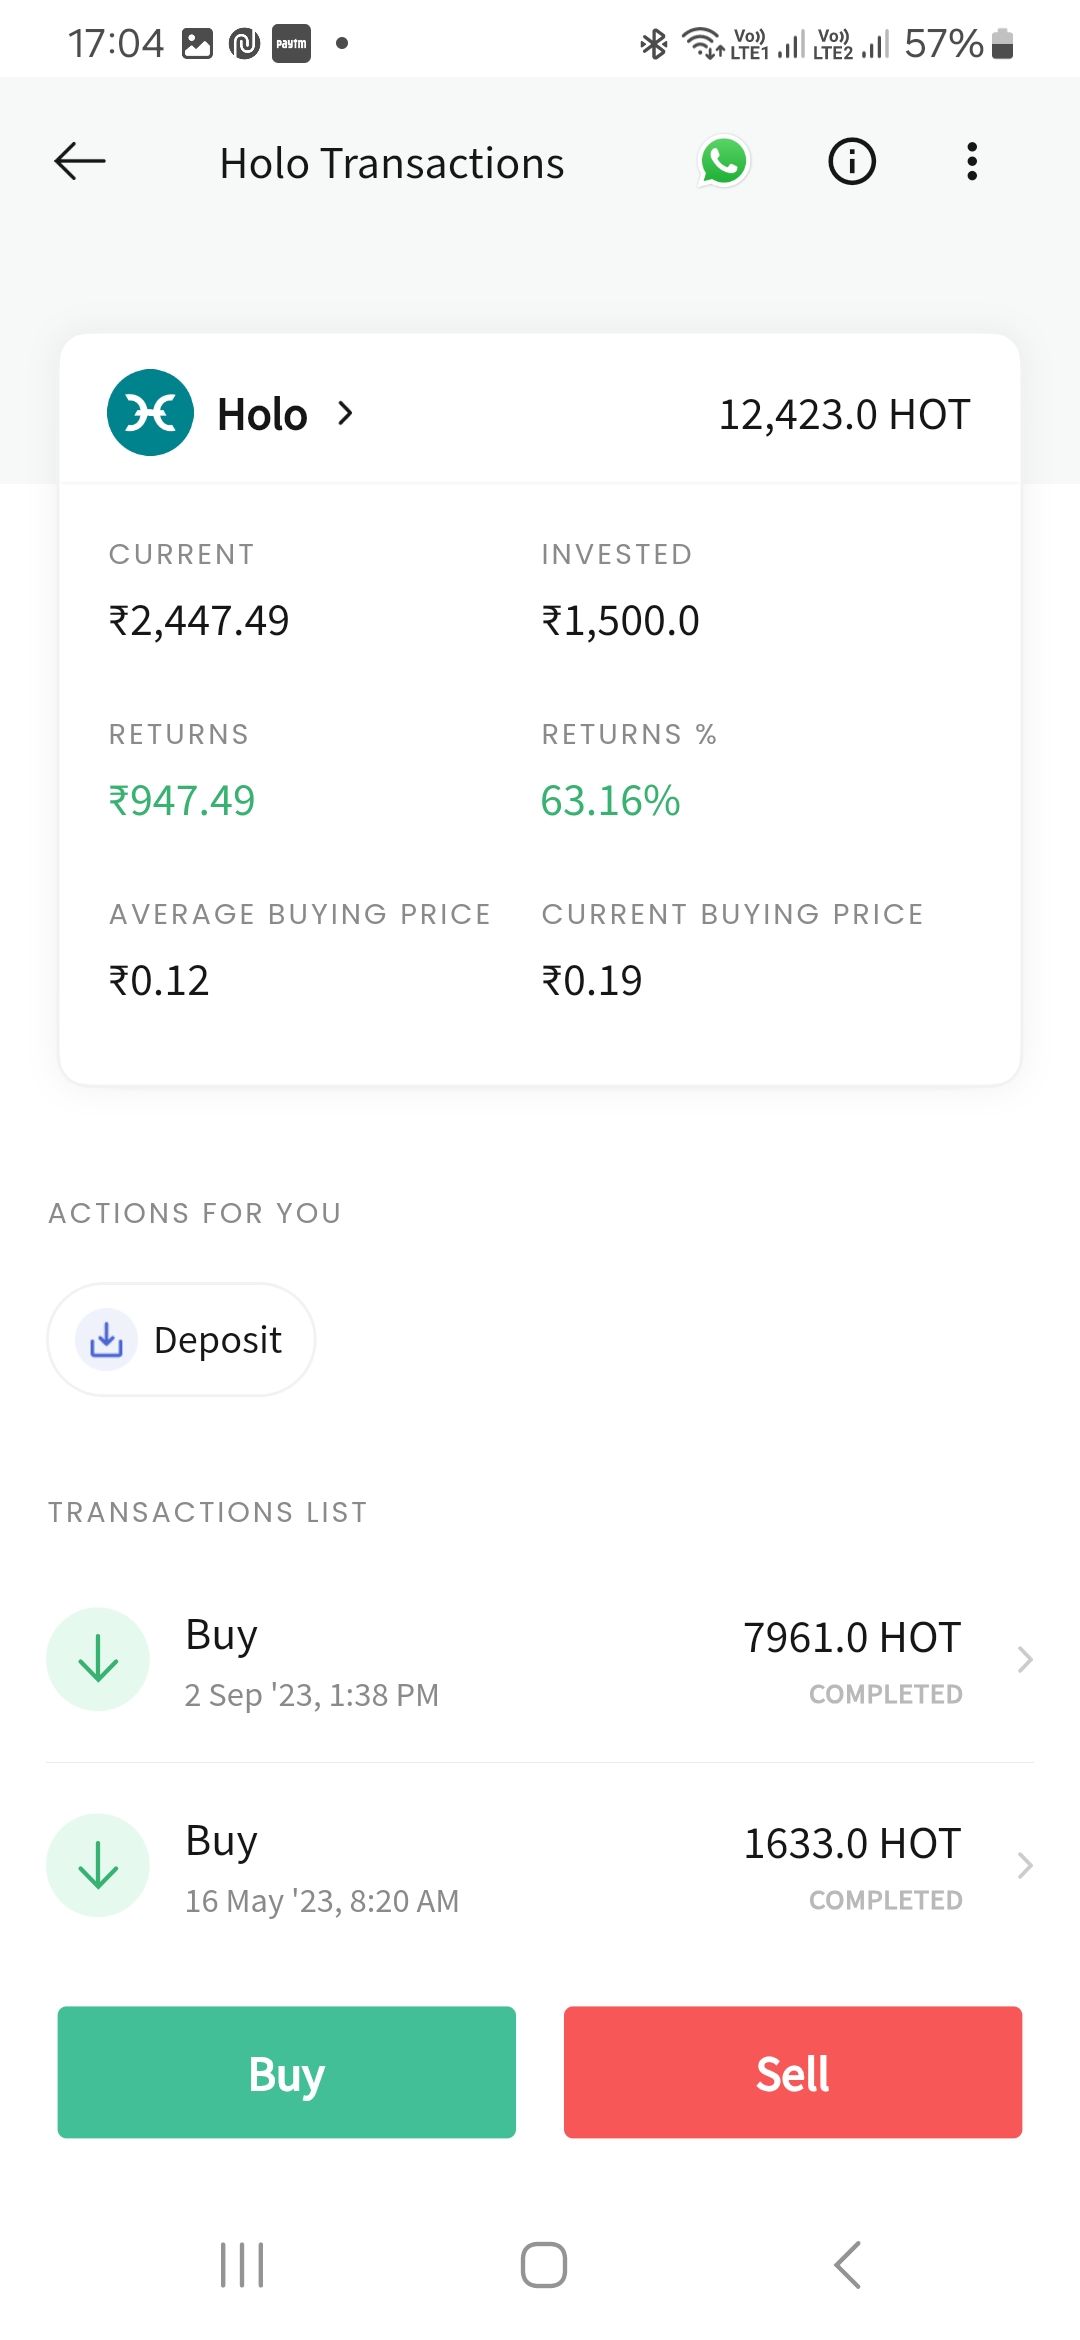 17:04 Paytm Vo)) LTE1 Vo)) LTE2 57%
Holo Transactions
Holo 12,423.0 HOT
CURRENT INVESTED
₹2,447.49 ₹1,500.0
RETURNS RETURNS %
₹947.49 63.16%
AVERAGE BUYING PRICE CURRENT BUYING PRICE
₹0.12 ₹0.19
ACTIONS FOR YOU
Deposit
TRANSACTIONS LIST
Buy 7961.0 HOT
2 Sep '23, 1:38 PM COMPLETED
Buy 1633.0 HOT
16 May '23, 8:20 AM COMPLETED
Buy Sell